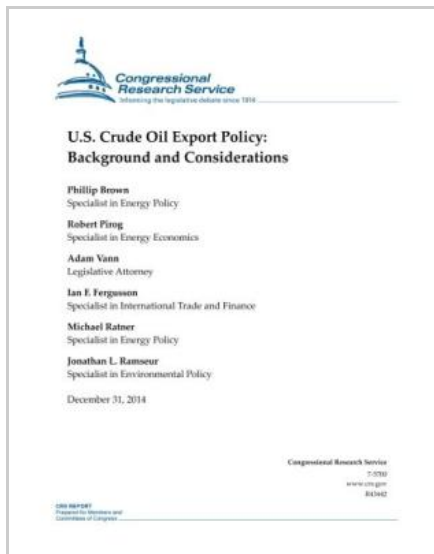 Congressional
Research Service
Informing the legislative debate since 1914
U.S. Crude Oil Export Policy:
Background and Considerations
Phillip Brown
Specialist in Energy Policy
Robert Pirog
Specialist in Energy Economics
Adam Vann
Legislative Attorney
Ian F. Fergusson
Specialist in International Trade and Finance
Michael Ratner
Specialist in Energy Policy
Jonathan L. Ramseur
Specialist in Environmental Policy
December 31, 2014
Congressional Research Service
7-5700
www.crs.gov
R43442
CRS REPORT
Prepared for Members and
Committees of Congress